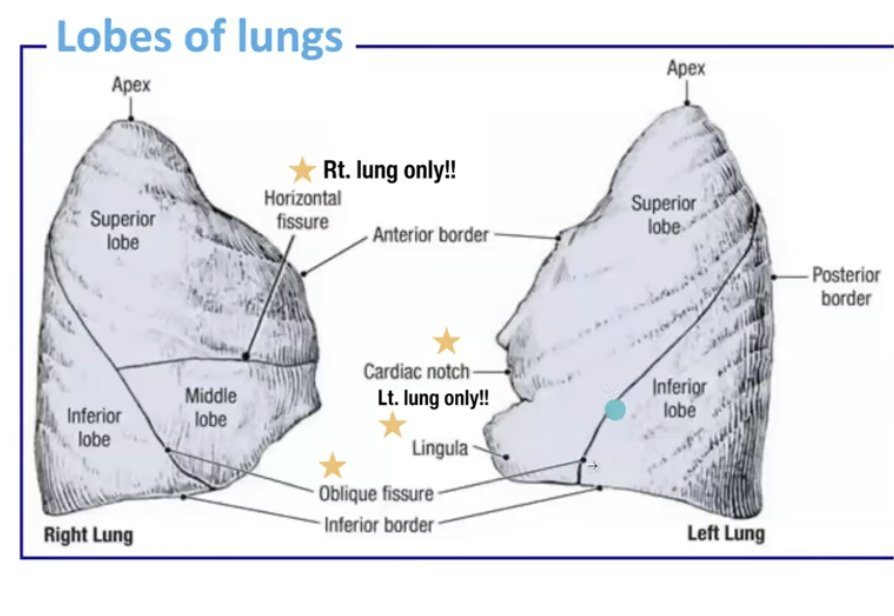 Lobes of lungs
Apex
Apex
Rt. lung only!!
Horizontal
fissure
Superior
lobe
Superior
lobe
Anterior border
Posterior
border
Cardiac notch
Lt. lung only!!
Middle
lobe
Inferior
lobe
Inferior
lobe
Lingula
Oblique fissure
Inferior border
Right Lung
Left Lung